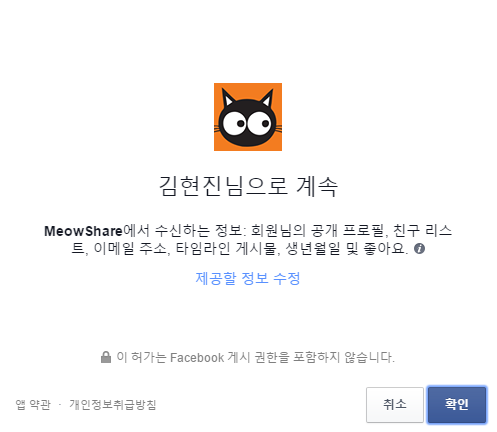 김현진님으로 계속
MeowShare에서 수신하는 정보: 회원님의 공개 프로필, 친구 리스
트, 이메일 주소, 타임라인 게시물, 생년월일 및 좋아요.
제공할 정보 수정
이 허가는 Facebook 게시 권한을 포함하지 않습니다.
앱 약관 · 개인정보취급방침
취소
확인